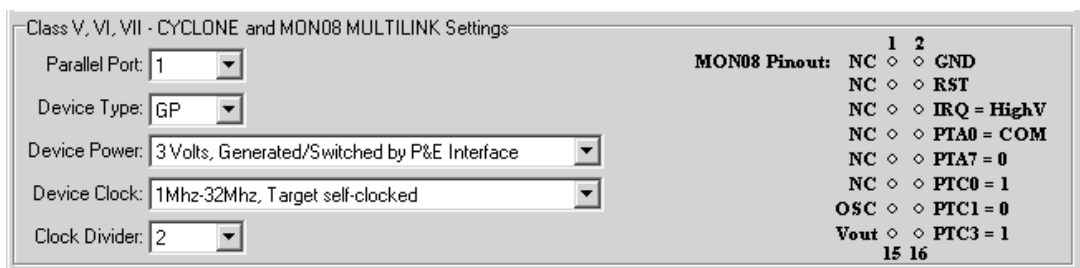 Class V, VI, VII - CYCLONE and MON08 MULTILINK Settings
Parallel Port: 1
Device Type: GP
Device Power: 3 Volts, Generated/Switched by P&E Interface
Device Clock: 1Mhz-32Mhz, Target self-clocked
Clock Divider: 2
1 2
MON08 Pinout: NC GND
NC RST
NC IRQ = HighV
NC PTA0 = COM
NC PTA7 = 0
NC PTC0 = 1
OSC PTC1 = 0
Vout PTC3 = 1
15 16